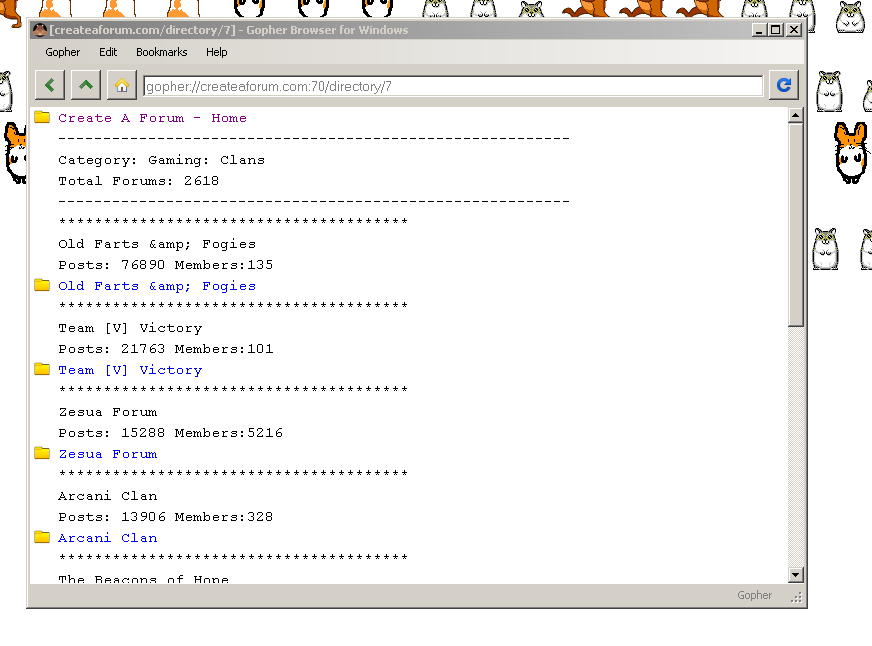 [createaforum.com/directory/7] - Gopher Browser for Windows
Gopher Edit Bookmarks Help
gopher://createaforum.com:70/directory/7
Create A Forum - Home
---------------------------------------------------------
Category: Gaming: Clans
Total Forums: 2618
---------------------------------------------------------
***************************************
Old Farts &amp; Fogies
Posts: 76890 Members:135
Old Farts &amp; Fogies
***************************************
Team [V] Victory
Posts: 21763 Members:101
Team [V] Victory
***************************************
Zesua Forum
Posts: 15288 Members:5216
Zesua Forum
***************************************
Arcani Clan
Posts: 13906 Members:328
Arcani Clan
***************************************
The Beacons of Hope
Gopher